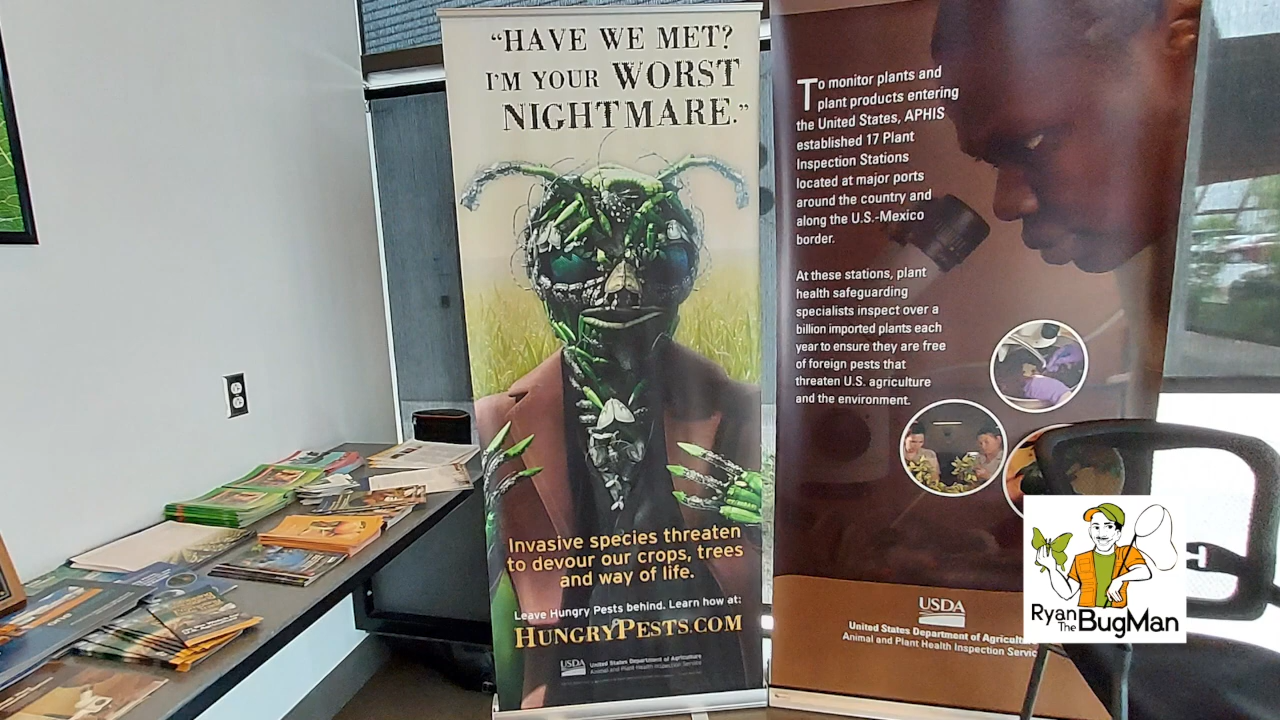 “HAVE WE MET?
I’M YOUR WORST
NIGHTMARE.”
Invasive species threaten
to devour our crops, trees
and way of life.
Leave Hungry Pests behind. Learn how at:
HUNGRYPESTS.COM
USDA
United States Department of Agriculture
Animal and Plant Health Inspection Service
To monitor plants and
plant products entering
the United States, APHIS
established 17 Plant
Inspection Stations
located at major ports
around the country and
along the U.S.-Mexico
border.
At these stations, plant
health safeguarding
specialists inspect over a
billion imported plants each
year to ensure they are free
of foreign pests that
threaten U.S. agriculture
and the environment.
USDA
United States Department of Agricultu
Animal and Plant Health Inspection Servic
Ryan
The BugMan